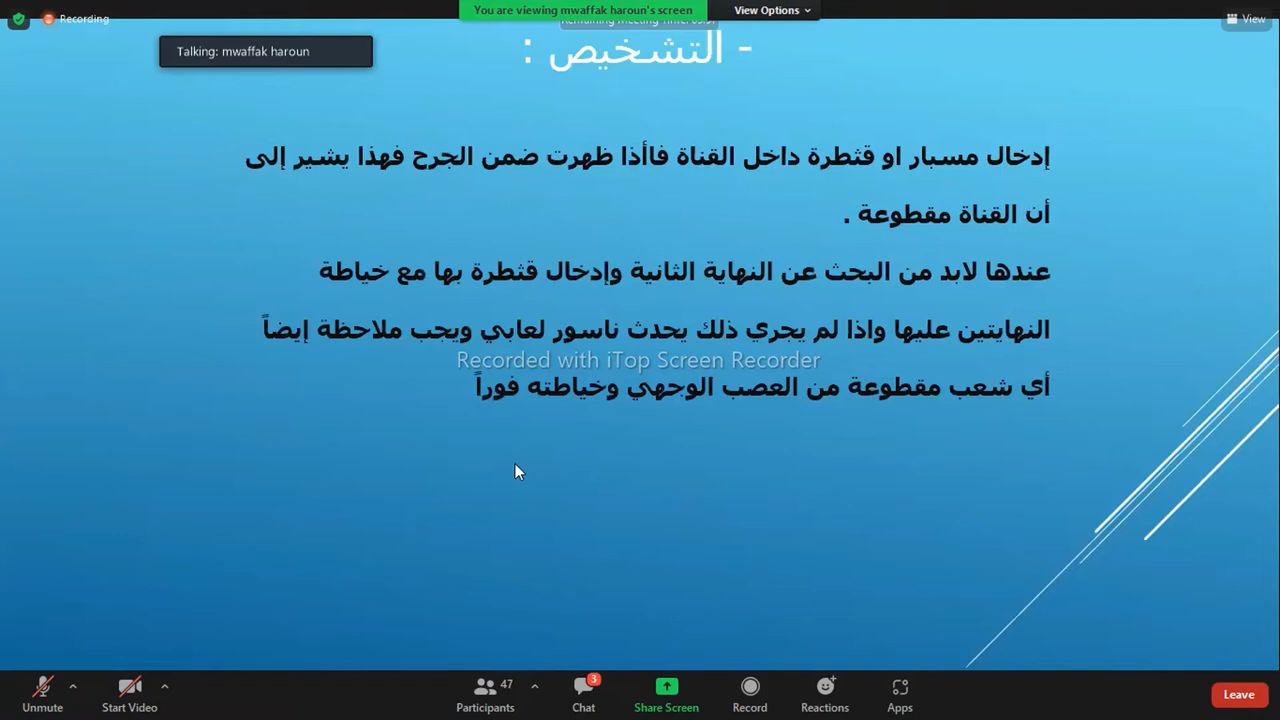 Recording
You are viewing mwaffak haroun's screen
View Options
View
Talking: mwaffak haroun
- التشخيص :
إدخال مسبار او قثطرة داخل القناة فاأذا ظهرت ضمن الجرح فهذا يشير إلى
أن القناة مقطوعة .
عندها لابد من البحث عن النهاية الثانية وإدخال قثطرة بها مع خياطة
النهايتين عليها واذا لم يجري ذلك يحدث ناسور لعابي ويجب ملاحظة إيضاً
Recorded with iTop Screen Recorder
أي شعب مقطوعة من العصب الوجهي وخياطته فوراً
Unmute
Start Video
47
Participants
3
Chat
Share Screen
Record
Reactions
Apps
Leave